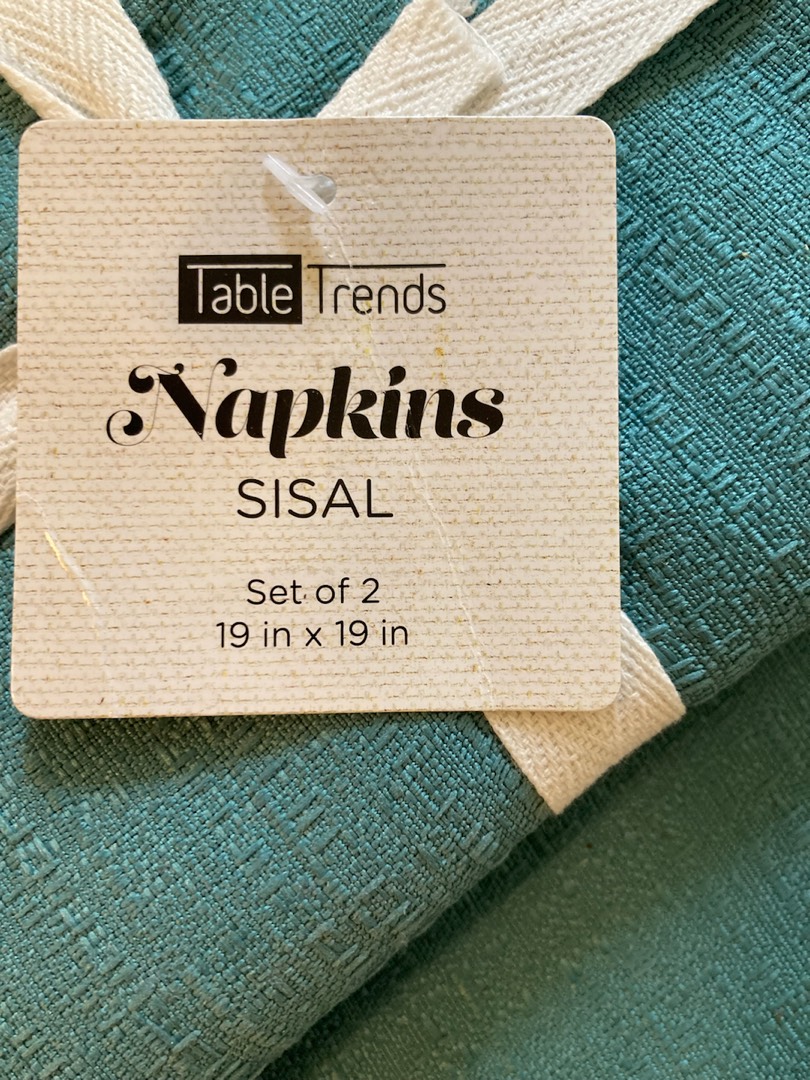 Table Trends
Napkins
SISAL
Set of 2
19 in x 19 in